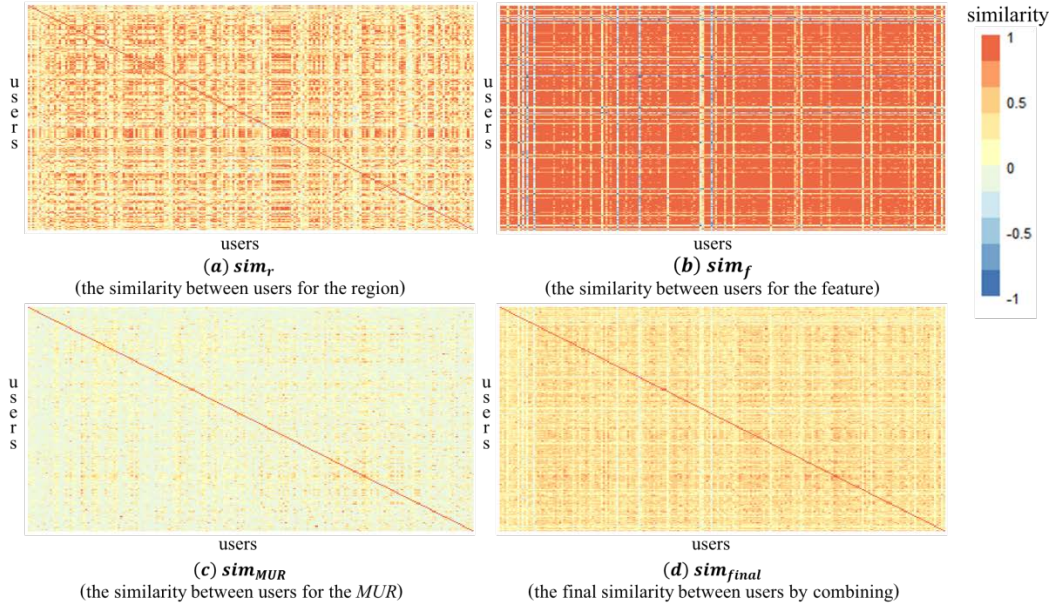 similarity
1
0.5
0
-0.5
-1
users
users
(a) sim_r
(the similarity between users for the region)
users
users
(b) sim_f
(the similarity between users for the feature)
users
users
(c) sim_MUR
(the similarity between users for the MUR)
users
users
(d) sim_final
(the final similarity between users by combining)